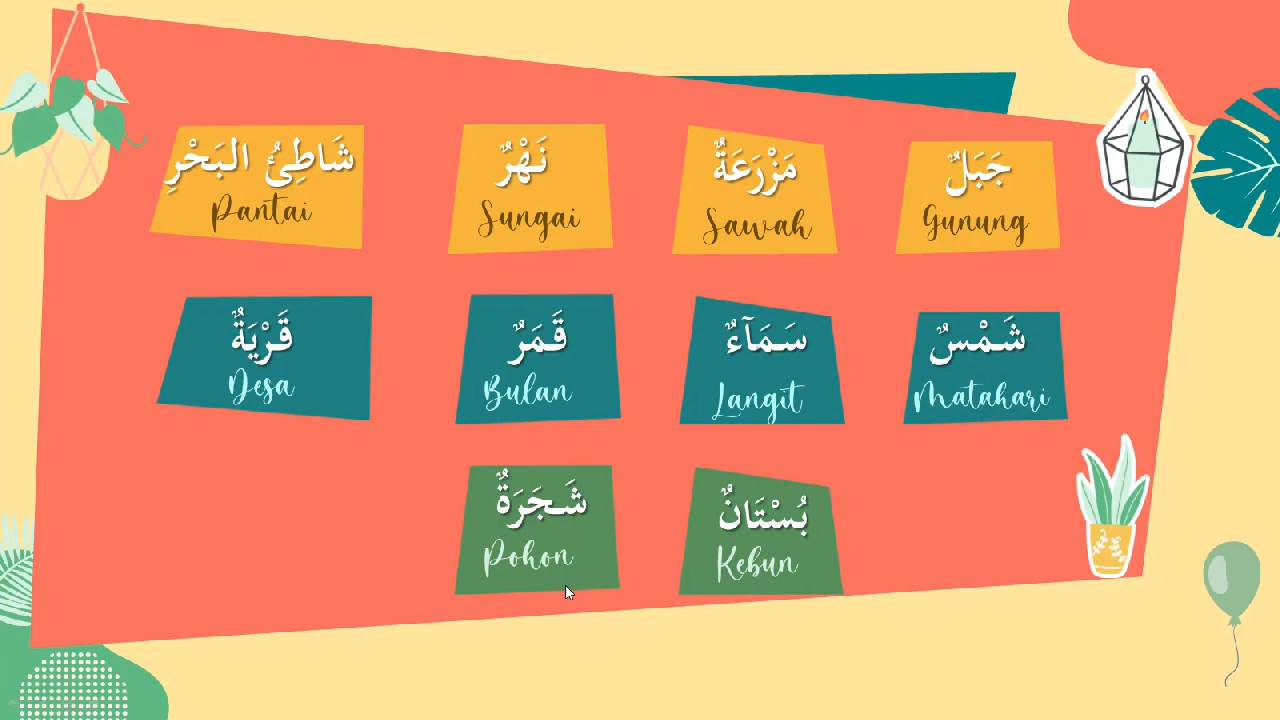 شَاطِئُ البَحْرِ
Pantai
نَهْرٌ
Sungai
مَزْرَعَةٌ
Sawah
جَبَلٌ
Gunung
قَرْيَةٌ
Desa
قَمَرٌ
Bulan
سَمَآءٌ
Langit
شَمْسٌ
Matahari
شَجَرَةٌ
Pohon
بُسْتَانٌ
Kebun